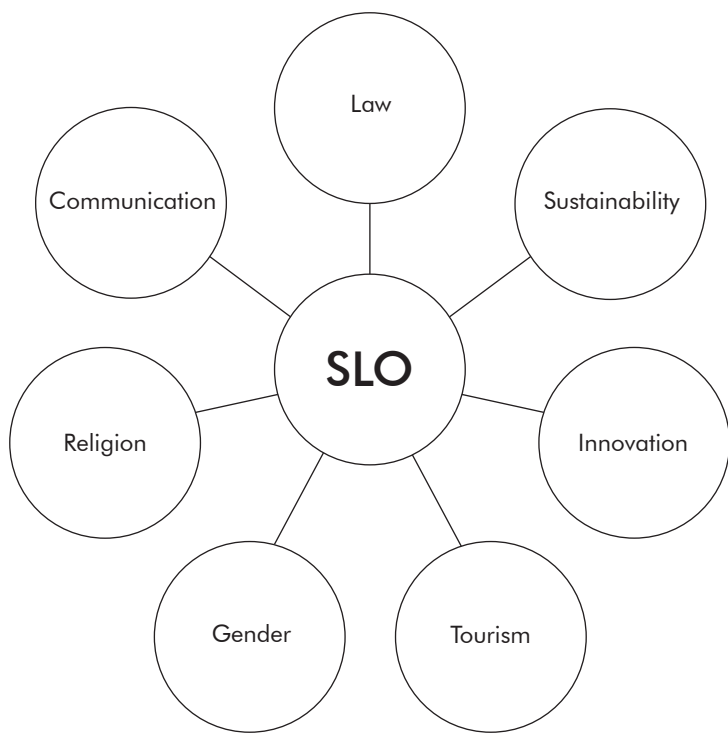 Law
Communication
Sustainability
SLO
Religion
Innovation
Gender
Tourism